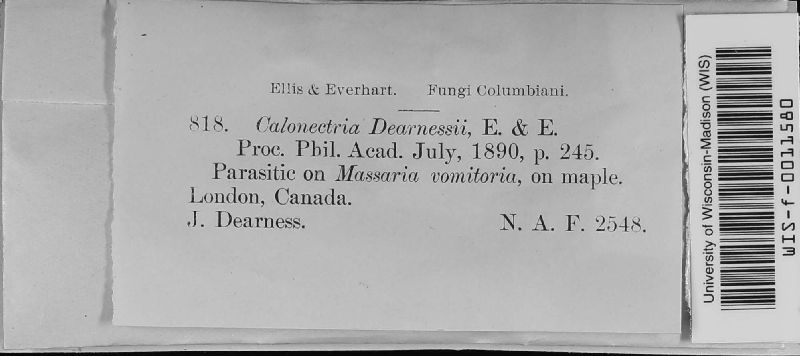 Ellis & Everhart. Fungi Columbiani.
818. Calonectria Dearnessii, E. & E.
Proc. Phil. Acad. July, 1890, p. 245.
Parasitic on Massaria vomitoria, on maple.
London, Canada.
J. Dearness. N. A. F. 2548.
University of Wisconsin-Madison (WIS)
WIS-f-0011580